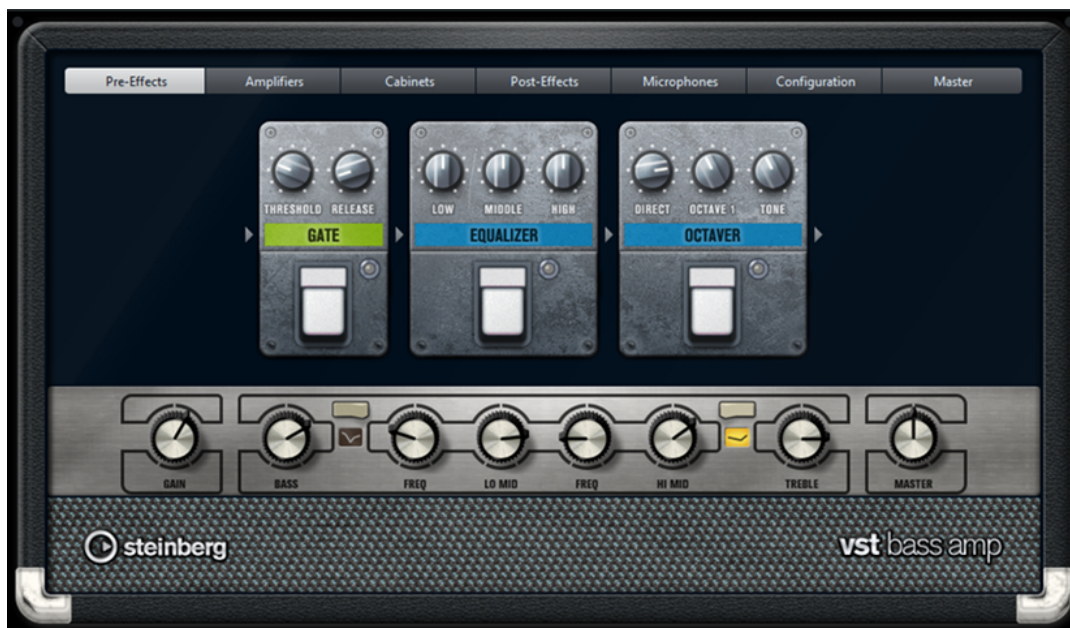 Pre-Effects Amplifiers Cabinets Post-Effects Microphones Configuration Master
THRESHOLD RELEASE LOW MIDDLE HIGH DIRECT OCTAVE 1 TONE
GATE EQUALIZER OCTAVER
GAIN BASS FREQ LO MID FREQ HI MID TREBLE MASTER
steinberg vst bass amp